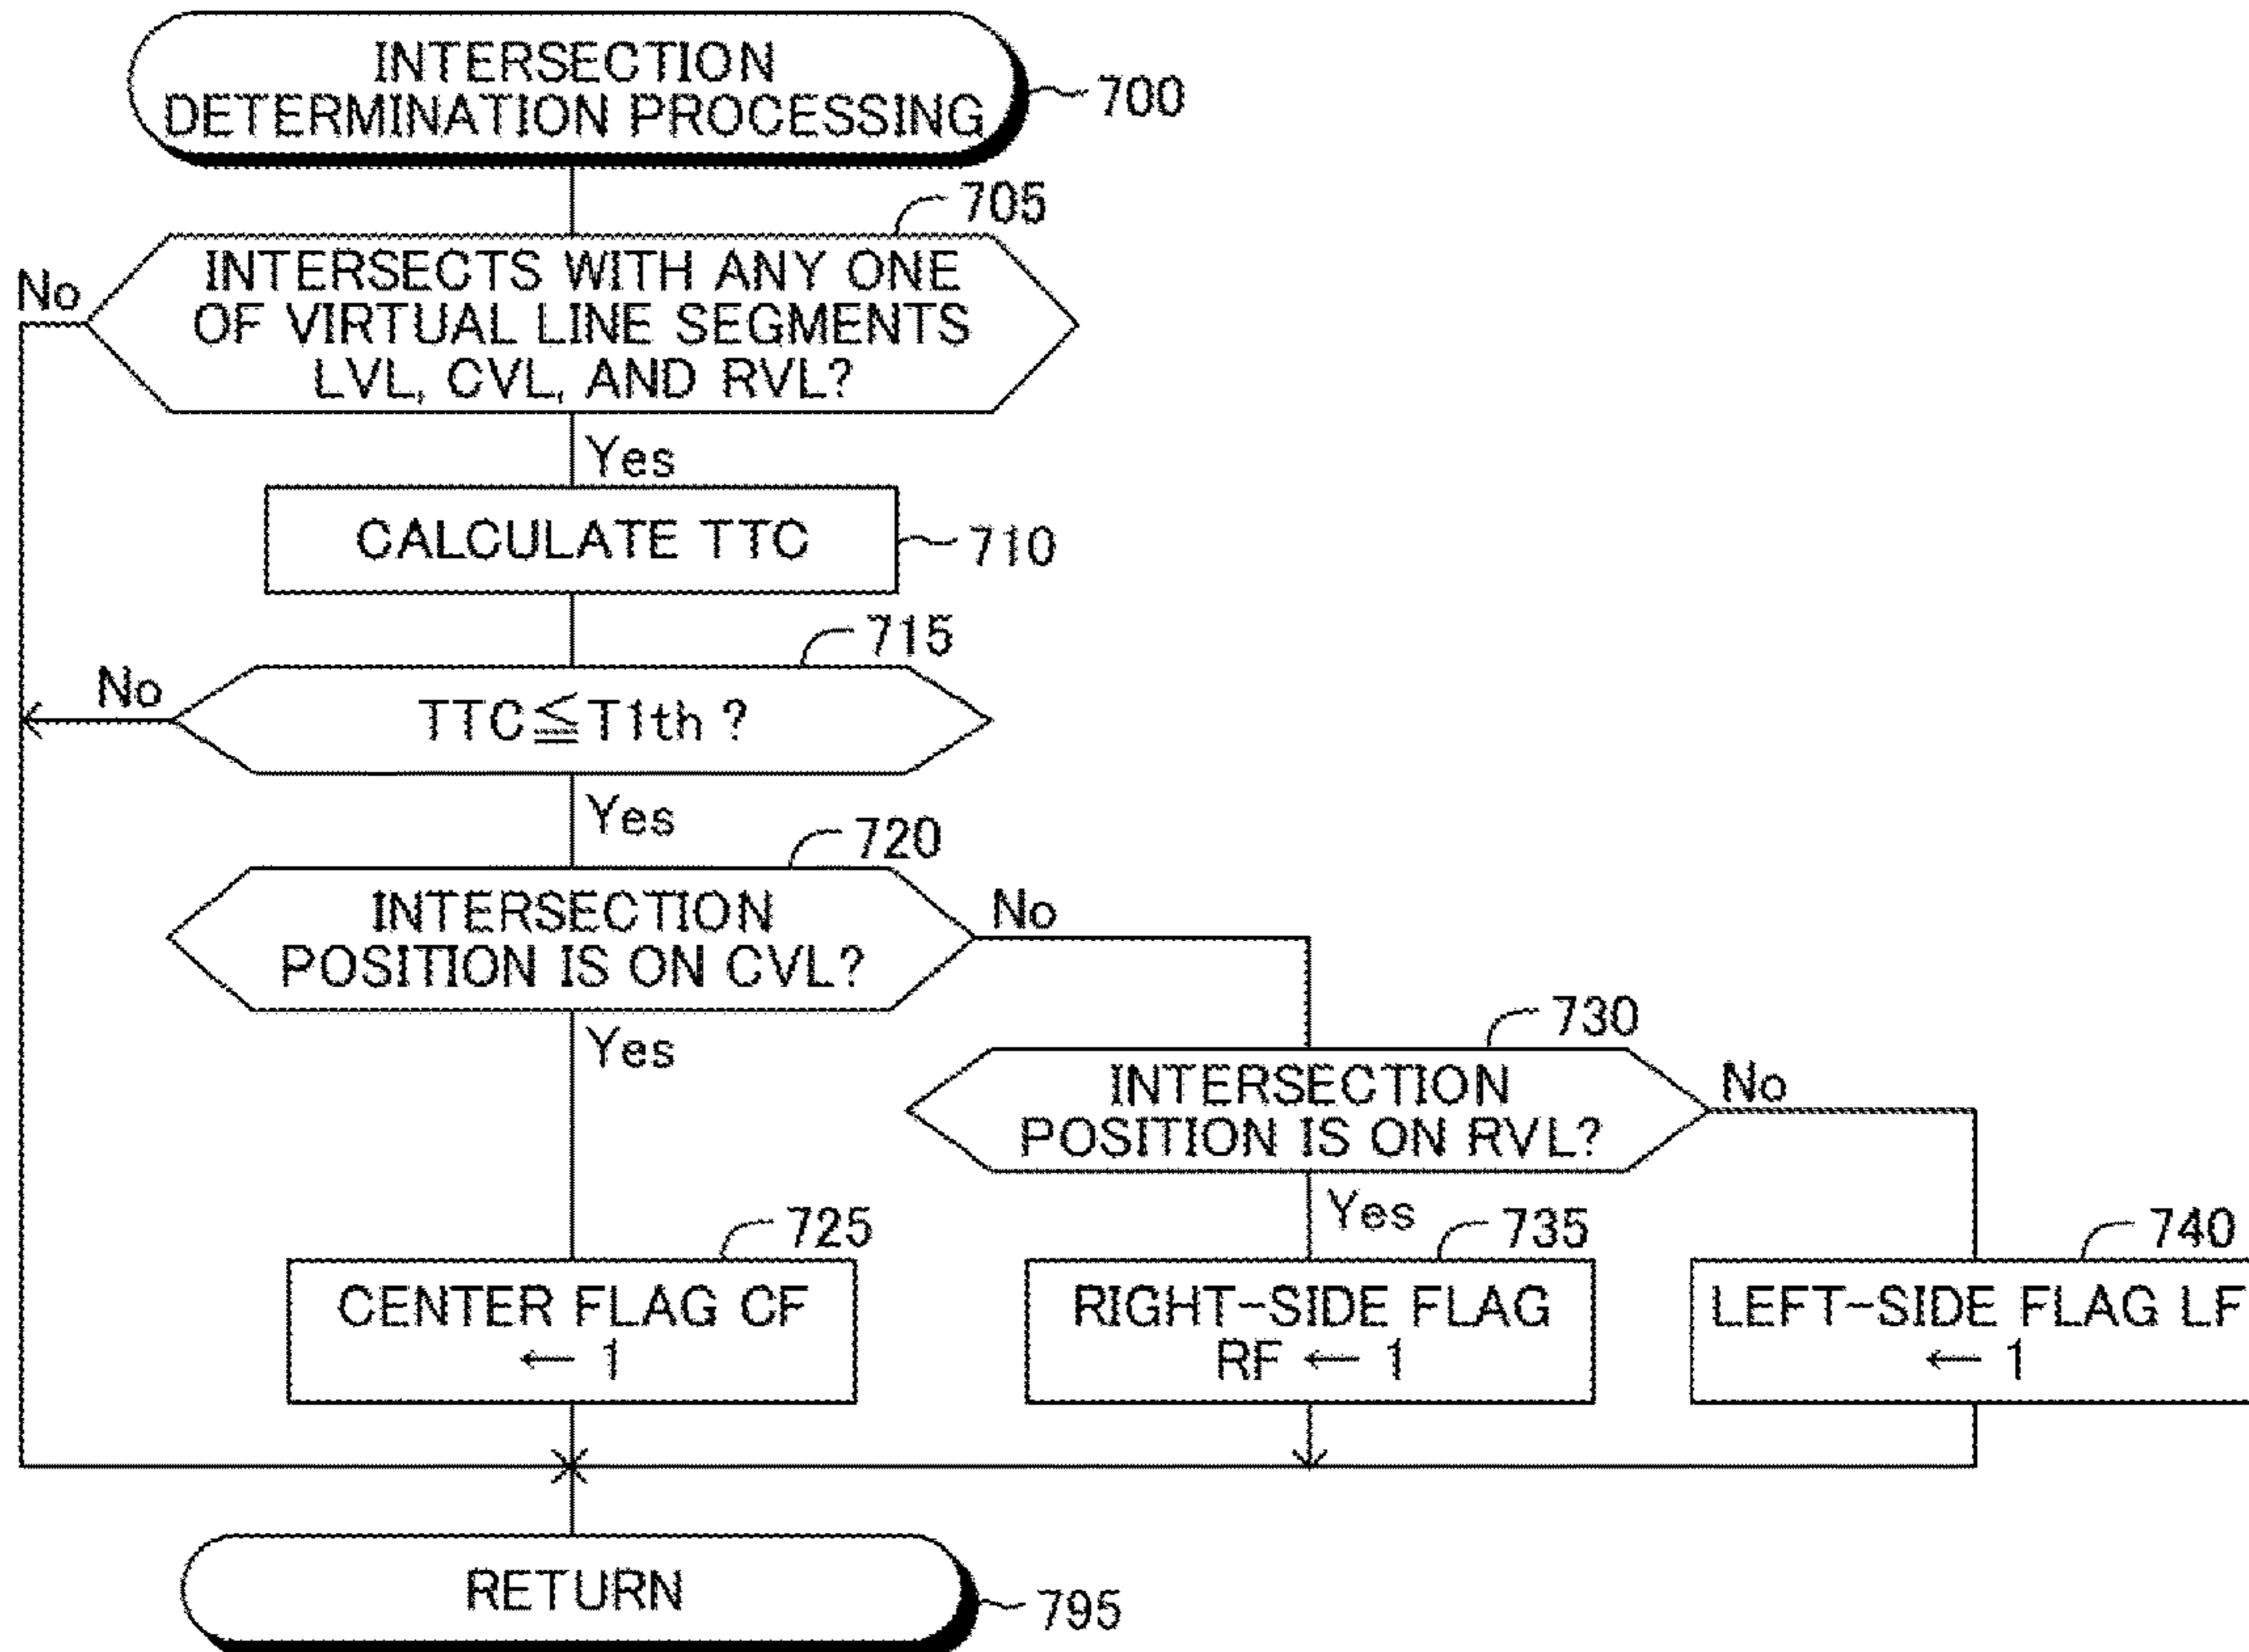 INTERSECTION
DETERMINATION PROCESSING
700
705
INTERSECTS WITH ANY ONE
OF VIRTUAL LINE SEGMENTS
LVL, CVL, AND RVL?
No
Yes
CALCULATE TTC
710
715
No
TTC≦T1th ?
Yes
720
INTERSECTION
POSITION IS ON CVL?
No
Yes
730
INTERSECTION
POSITION IS ON RVL?
No
Yes
725
CENTER FLAG CF
← 1
735
RIGHT-SIDE FLAG
RF ← 1
740
LEFT-SIDE FLAG LF
← 1
RETURN
795